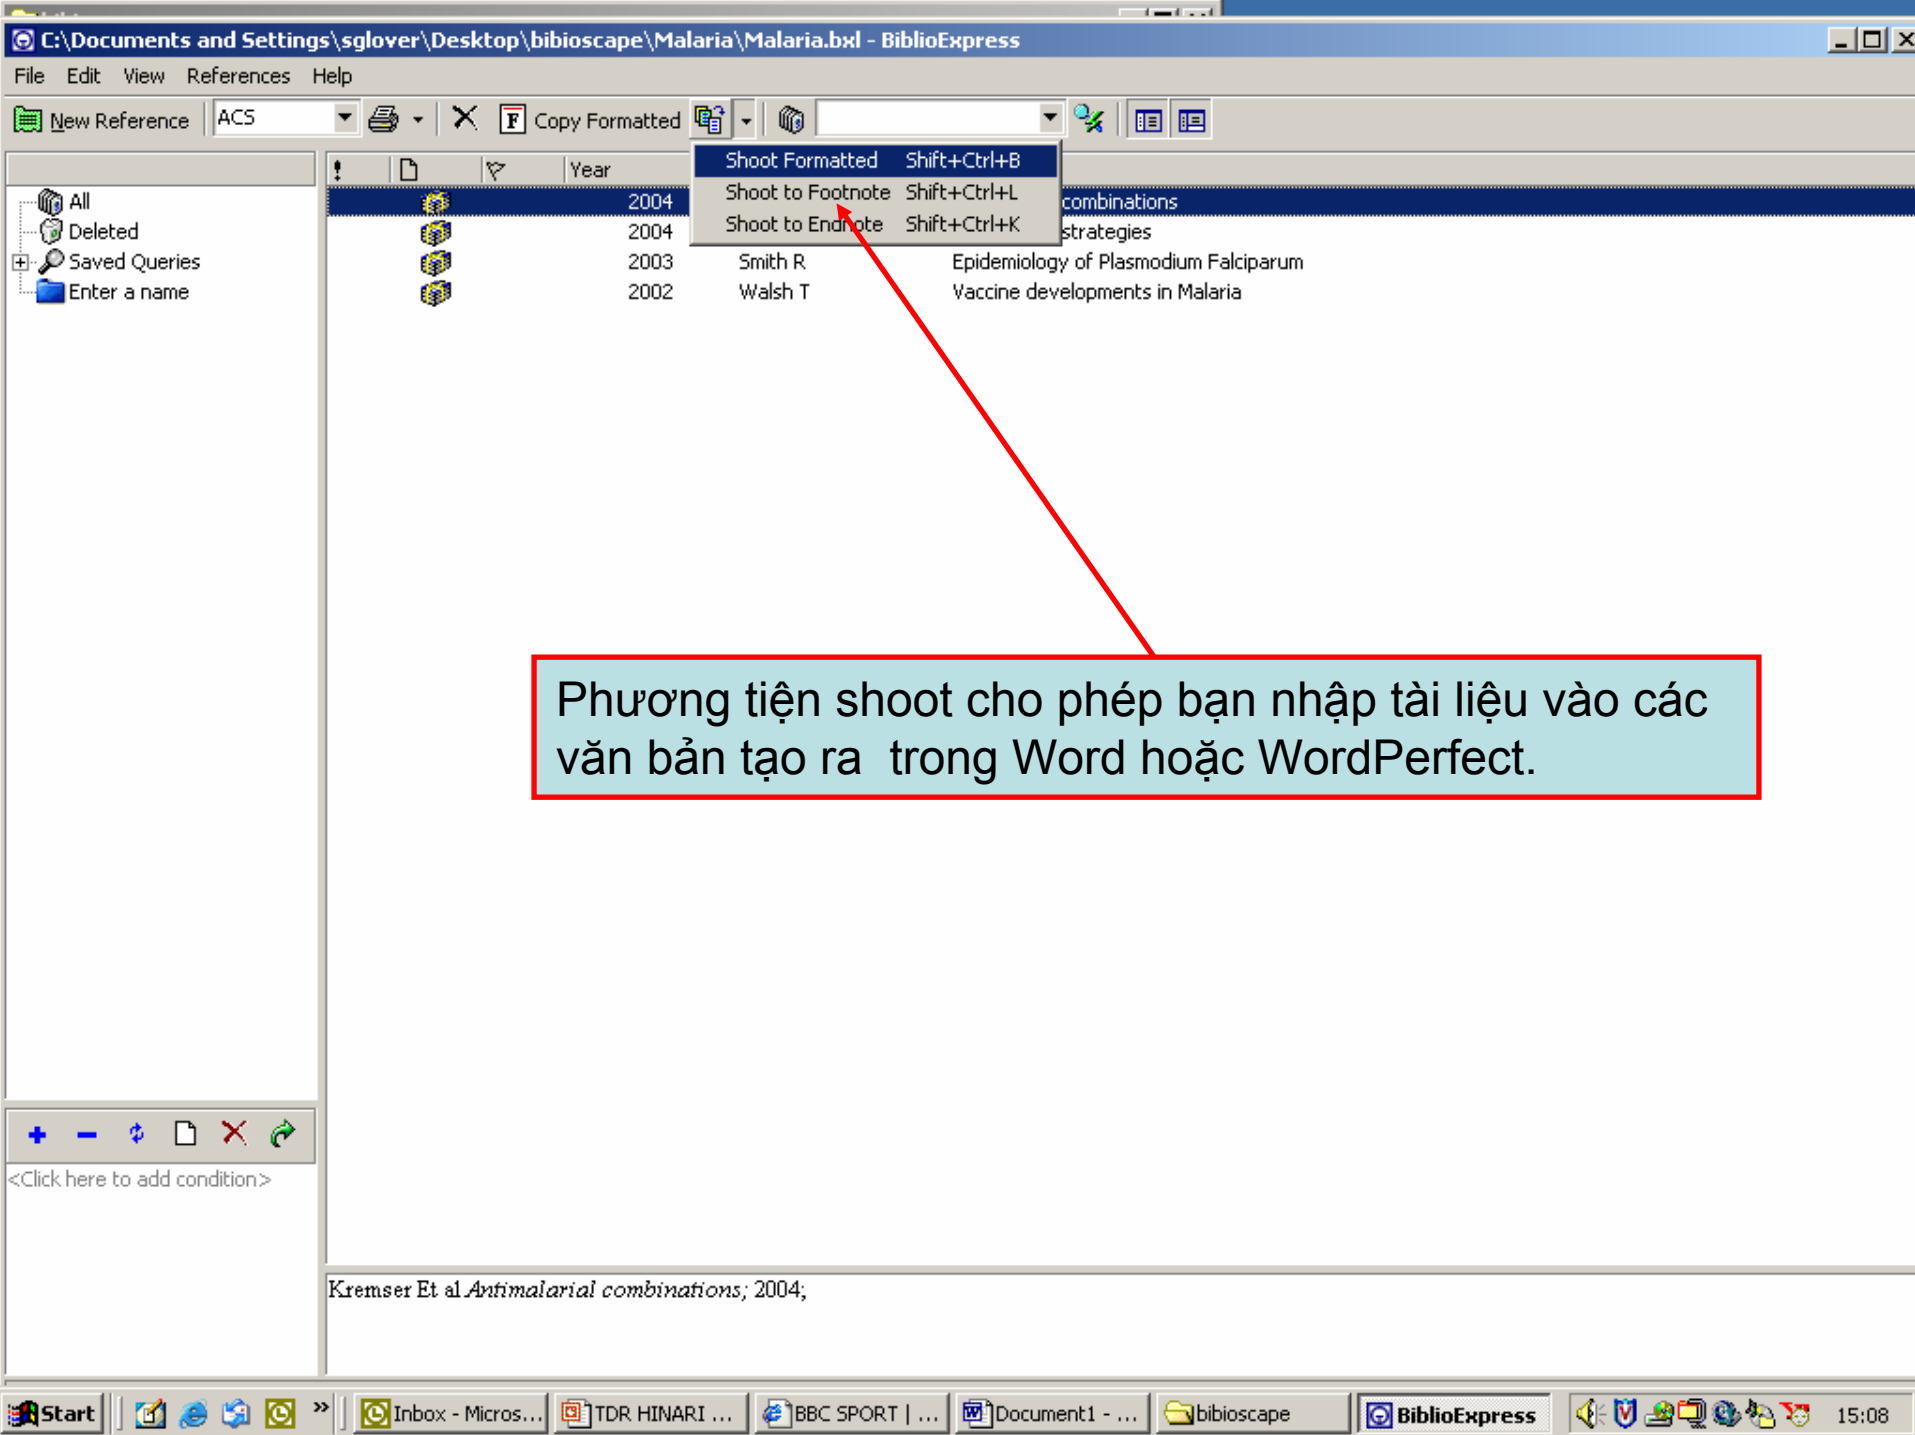 C:\Documents and Settings\sglover\Desktop\bibioscape\Malaria\Malaria.bxl - BiblioExpress
File Edit View References Help
New Reference ACS Copy Formatted
Shoot Formatted Shift+Ctrl+B
Shoot to Footnote Shift+Ctrl+L
Shoot to Endnote Shift+Ctrl+K
! Year
All
Deleted
Saved Queries
Enter a name
2004 combinations
2004 strategies
2003 Smith R Epidemiology of Plasmodium Falciparum
2002 Walsh T Vaccine developments in Malaria
Phương tiện shoot cho phép bạn nhập tài liệu vào các
văn bản tạo ra trong Word hoặc WordPerfect.
<Click here to add condition>
Kremser Et al Antimalarial combinations; 2004;
Start Inbox - Micros... TDR HINARI ... BBC SPORT | ... Document1 - ... bibioscape BiblioExpress 15:08